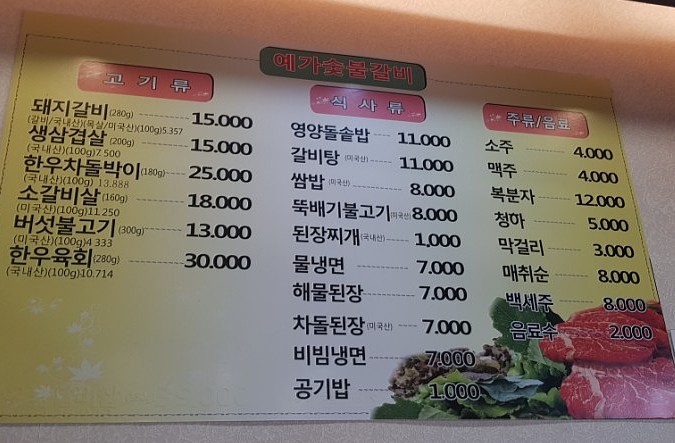 예가숯불갈비
고기류
돼지갈비(280g) 15.000
(갈비/국내산)(목살/미국산)(100g)5.357
생삼겹살 (200g) 15.000
(국내산)(100g)7.500
한우차돌박이(180g) 25.000
(국내산)(100g) 13.888
소갈비살(160g) 18.000
(미국산)(100g)11.250
버섯불고기(300g) 13.000
(미국산)(100g)4.333
한우육회(280g) 30.000
(국내산)(100g)10.714
식사류
영양돌솥밥 11.000
갈비탕 (미국산) 11.000
쌈밥 (미국산) 8.000
뚝배기불고기(미국산) 8.000
된장찌개(국내산) 1,000
물냉면 7.000
해물된장 7.000
차돌된장(미국산) 7.000
비빔냉면 7.000
공기밥 1.000
주류/음료
소주 4.000
맥주 4.000
복분자 12.000
청하 5.000
막걸리 3.000
매취순 8.000
백세주 8.000
음료수 2.000